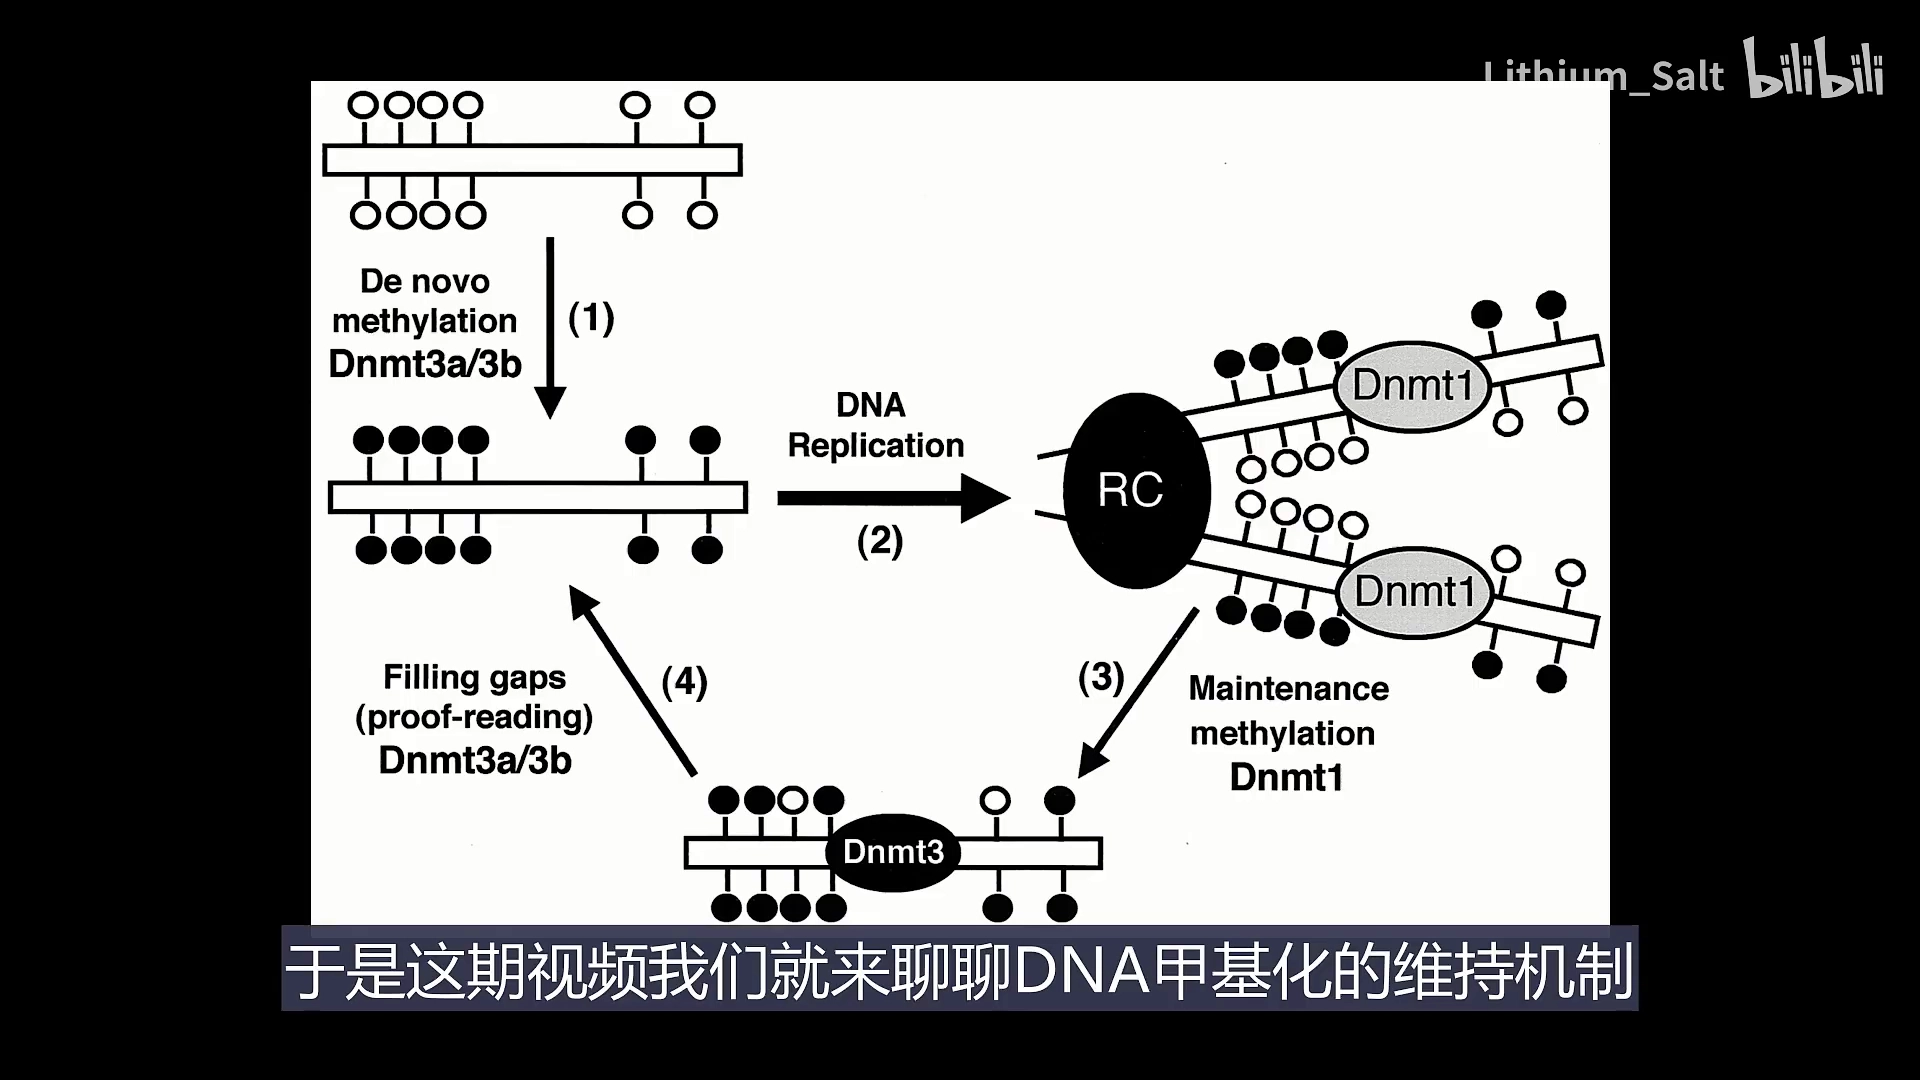 Lithium_Salt bilibili
De novo
methylation
Dnmt3a/3b
(1)
DNA
Replication
(2)
RC
Dnmt1
Dnmt1
(3)
Maintenance
methylation
Dnmt1
Filling gaps
(proof-reading)
Dnmt3a/3b
(4)
Dnmt3
于是这期视频我们就来聊聊DNA甲基化的维持机制